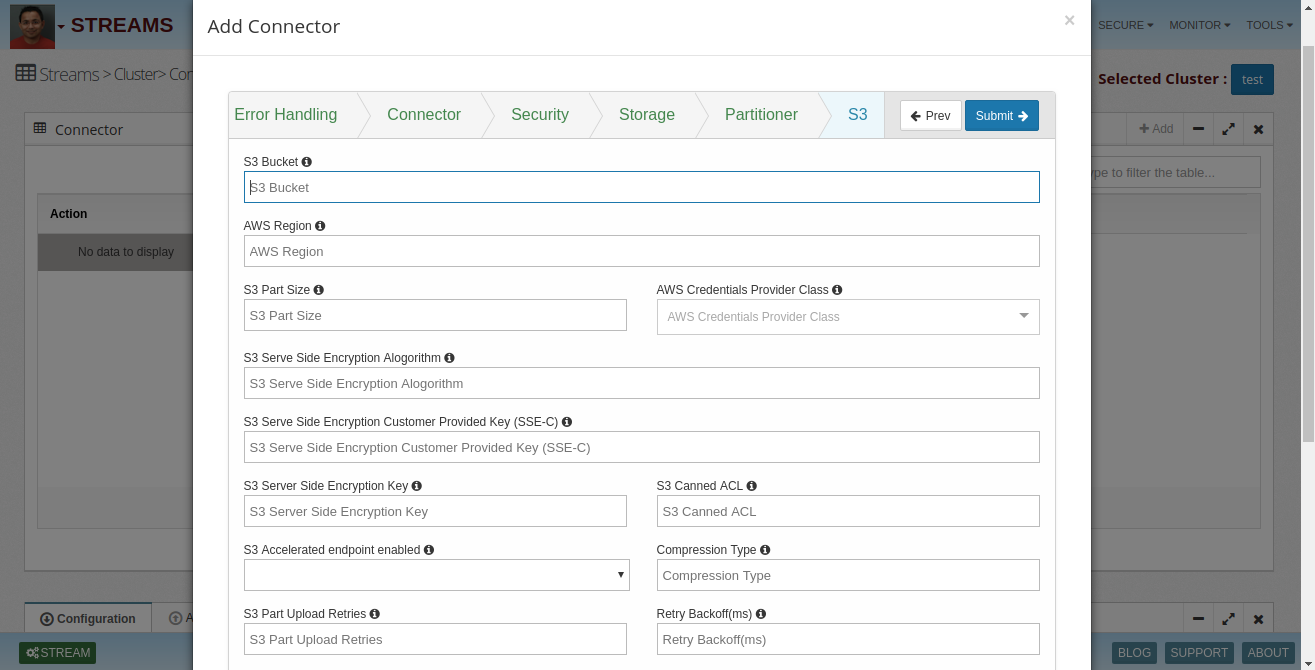 STREAMS
SECURE
MONITOR
TOOLS
Add Connector
×
Streams > Cluster> Con
Selected Cluster :
test
Connector
Add
Error Handling
Connector
Security
Storage
Partitioner
S3
Prev
Submit
ype to filter the table...
Action
No data to display
S3 Bucket
S3 Bucket
AWS Region
AWS Region
S3 Part Size
AWS Credentials Provider Class
S3 Part Size
AWS Credentials Provider Class
S3 Serve Side Encryption Alogorithm
S3 Serve Side Encryption Alogorithm
S3 Serve Side Encryption Customer Provided Key (SSE-C)
S3 Serve Side Encryption Customer Provided Key (SSE-C)
S3 Server Side Encryption Key
S3 Canned ACL
S3 Server Side Encryption Key
S3 Canned ACL
S3 Accelerated endpoint enabled
Compression Type
Compression Type
S3 Part Upload Retries
Retry Backoff(ms)
S3 Part Upload Retries
Retry Backoff(ms)
Configuration
A
STREAM
BLOG
SUPPORT
ABOUT